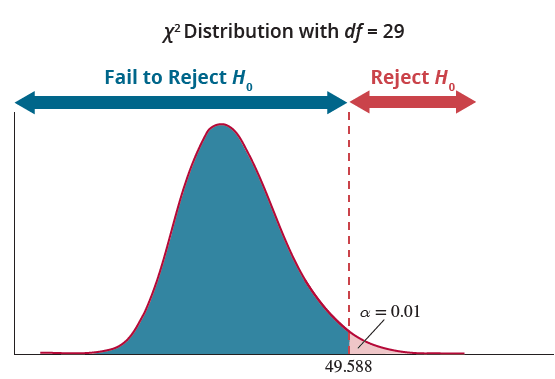 χ² Distribution with df = 29
Fail to Reject H₀
Reject H₀
α = 0.01
49.588